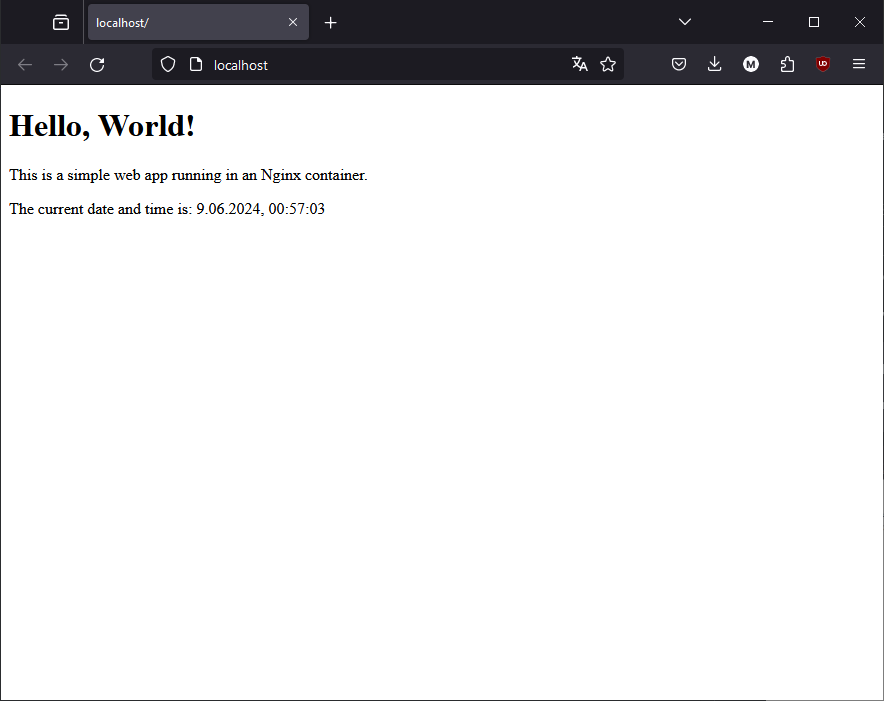 localhost/
localhost
M
UD
Hello, World!
This is a simple web app running in an Nginx container.
The current date and time is: 9.06.2024, 00:57:03